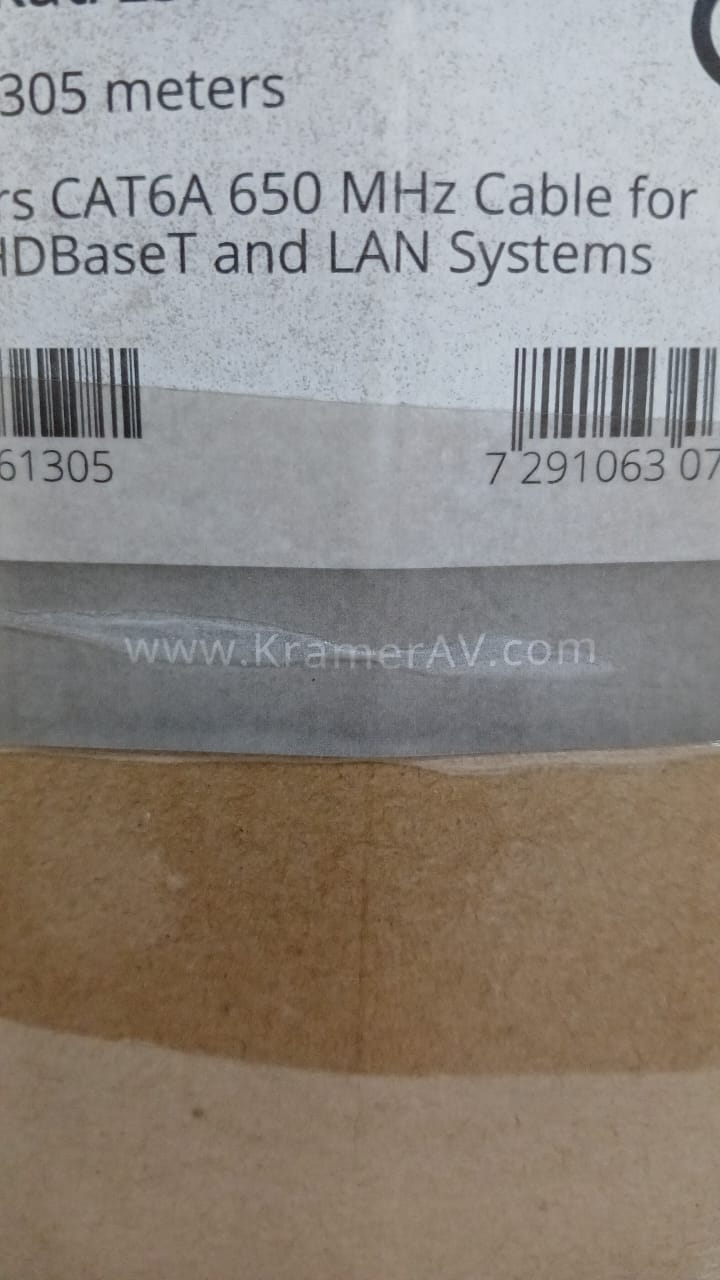 305 meters
rs CAT6A 650 MHz Cable for
HDBaseT and LAN Systems
61305
7 291063 07
www.KramerAV.com